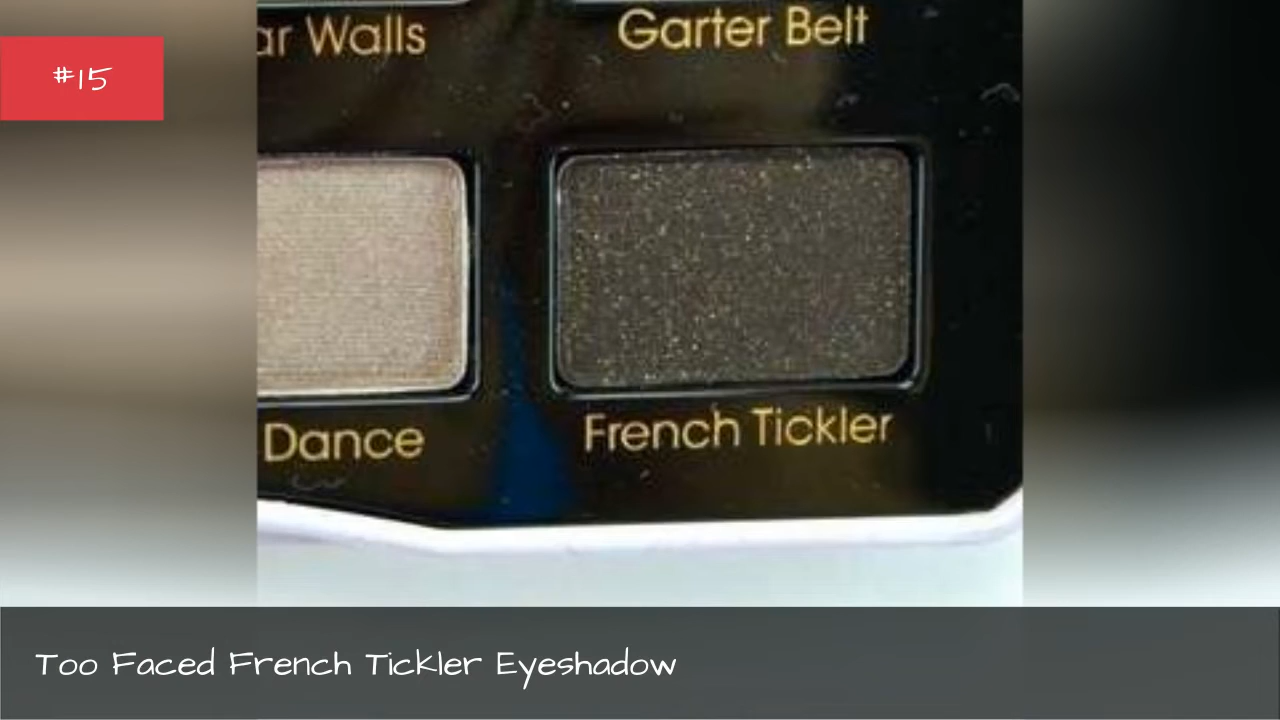 #15
ar Walls
Garter Belt
Dance
French Tickler
Too Faced French Tickler Eyeshadow